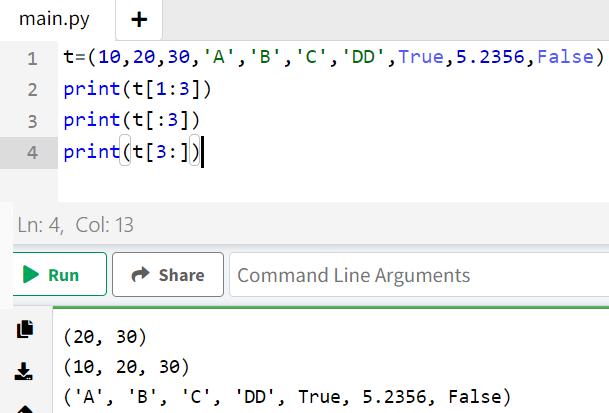 main.py +
1 t=(10,20,30,'A','B','C','DD',True,5.2356,False)
2 print(t[1:3])
3 print(t[:3])
4 print(t[3:])
Ln: 4, Col: 13
Run Share Command Line Arguments
(20, 30)
(10, 20, 30)
('A', 'B', 'C', 'DD', True, 5.2356, False)